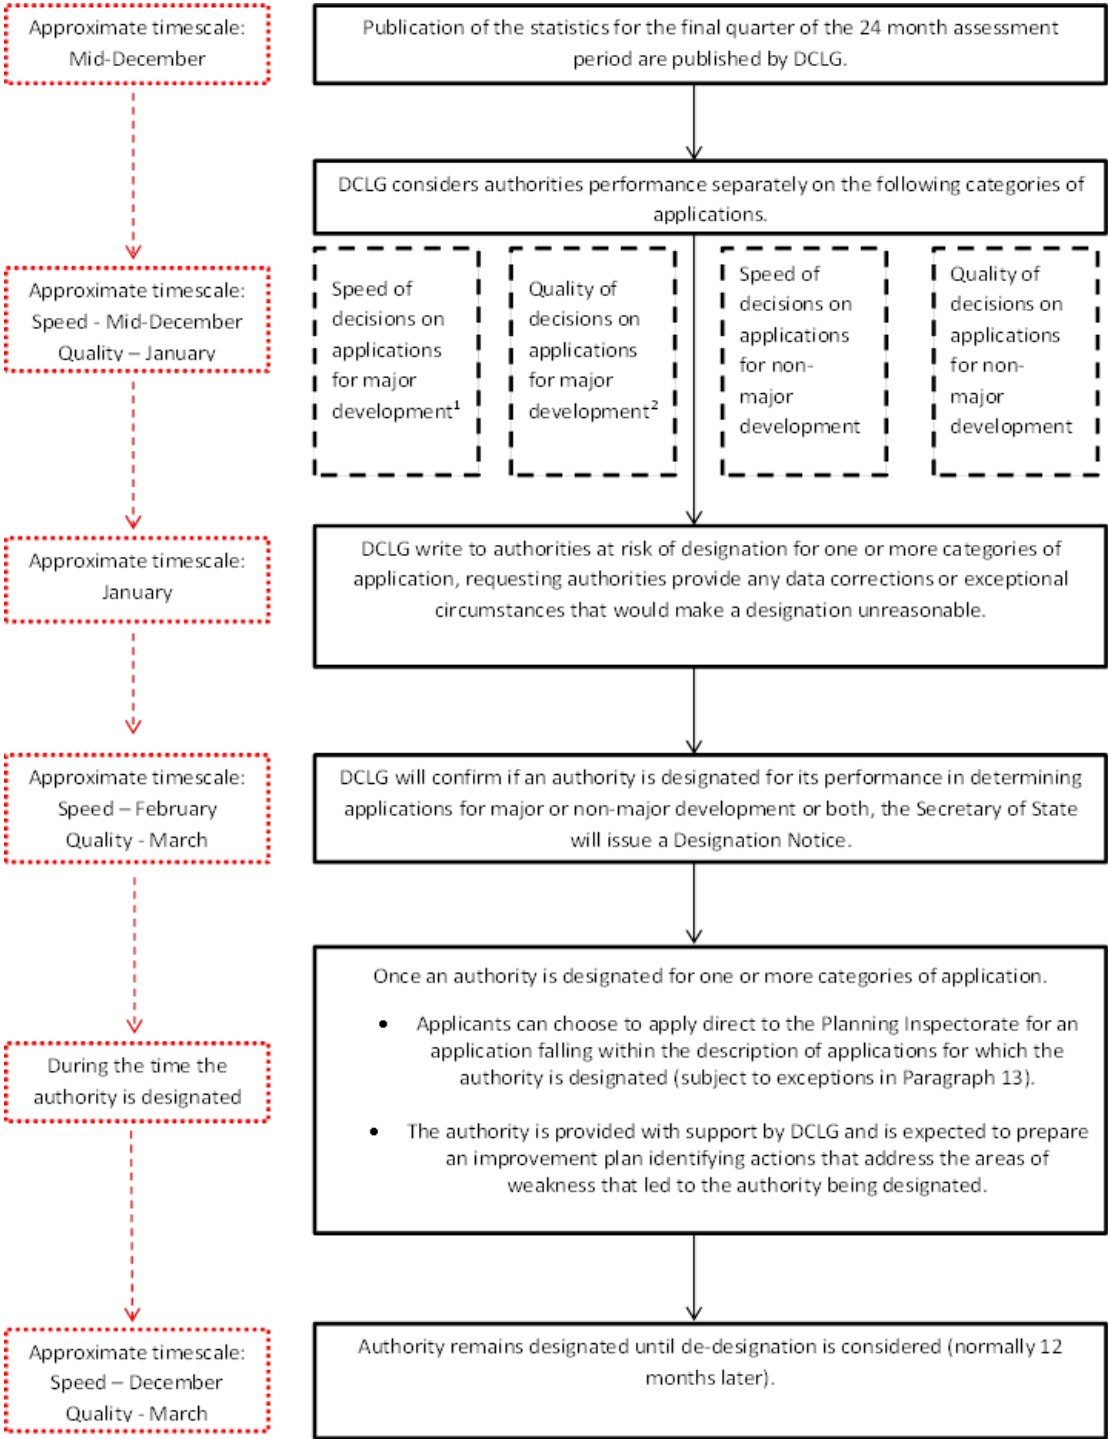 Approximate timescale:
Mid-December
Publication of the statistics for the final quarter of the 24 month assessment
period are published by DCLG.
DCLG considers authorities performance separately on the following categories of
applications.
Approximate timescale:
Speed - Mid-December
Quality – January
Speed of
decisions on
applications
for major
development¹
Quality of
decisions on
applications
for major
development²
Speed of
decisions on
applications
for non-
major
development
Quality of
decisions on
applications
for non-
major
development
Approximate timescale:
January
DCLG write to authorities at risk of designation for one or more categories of
application, requesting authorities provide any data corrections or exceptional
circumstances that would make a designation unreasonable.
Approximate timescale:
Speed – February
Quality - March
DCLG will confirm if an authority is designated for its performance in determining
applications for major or non-major development or both, the Secretary of State
will issue a Designation Notice.
During the time the
authority is designated
Once an authority is designated for one or more categories of application.
• Applicants can choose to apply direct to the Planning Inspectorate for an
application falling within the description of applications for which the
authority is designated (subject to exceptions in Paragraph 13).
• The authority is provided with support by DCLG and is expected to prepare
an improvement plan identifying actions that address the areas of
weakness that led to the authority being designated.
Approximate timescale:
Speed – December
Quality - March
Authority remains designated until de-designation is considered (normally 12
months later).